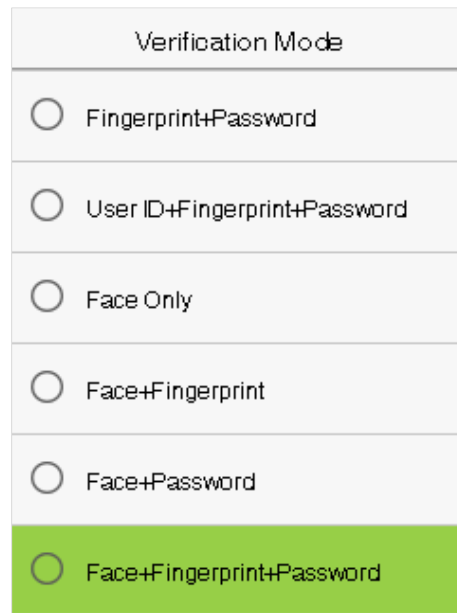 Verification Mode
Fingerprint+Password
User ID+Fingerprint+Password
Face Only
Face+Fingerprint
Face+Password
Face+Fingerprint+Password